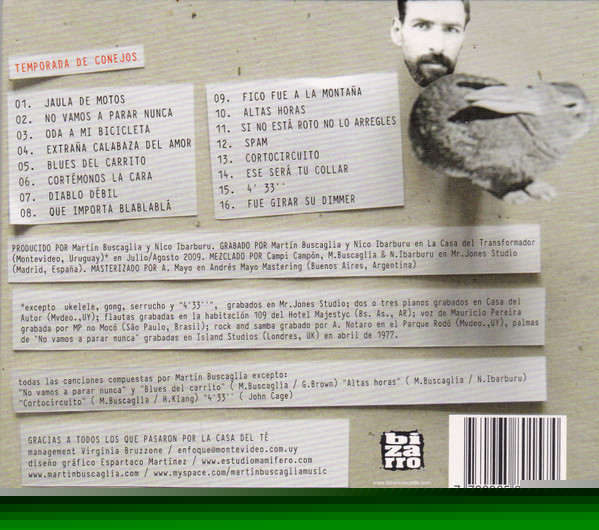 TEMPORADA DE CONEJOS
01. JAULA DE MOTOS
02. NO VAMOS A PARAR NUNCA
03. ODA A MI BICICLETA
04. EXTRAÑA CALABAZA DEL AMOR
05. BLUES DEL CARRITO
06. CORTÉMONOS LA CARA
07. DIABLO DÉBIL
08. QUE IMPORTA BLABLABLÁ
09. FICO FUE A LA MONTAÑA
10. ALTAS HORAS
11. SI NO ESTÁ ROTO NO LO ARREGLES
12. SPAM
13. CORTOCIRCUITO
14. ESE SERÁ TU COLLAR
15. 4' 33''
16. FUE GIRAR SU DIMMER
PRODUCIDO POR Martín Buscaglia y Nico Ibarburu. GRABADO POR Martín Buscaglia y Nico Ibarburu en La Casa del Transformador
(Montevideo, Uruguay)* en Julio/Agosto 2009. MEZCLADO POR Campi Campón, M.Buscaglia & N.Ibarburu en Mr.Jones Studio
(Madrid, España). MASTERIZADO POR A. Mayo en Andrés Mayo Mastering (Buenos Aires, Argentina)
*excepto ukelele, gong, serrucho y "4'33''", grabados en Mr.Jones Studio; dos o tres pianos grabados en Casa del
Autor (Mvdeo.,UY); flautas grabadas en la habitación 109 del Hotel Majestyc (Bs. As., AR); voz de Mauricio Pereira
grabada por MP no Mocó (São Paulo, Brasil); rock and samba grabado por A. Notaro en el Parque Rodó (Mvdeo.,UY), palmas
de "No vamos a parar nunca" grabadas en Island Studios (Londres, UK) en abril de 1977.
todas las canciones compuestas por Martín Buscaglia excepto:
"No vamos a parar nunca" y "Blues del carrito" ( M.Buscaglia / G.Brown) "Altas horas" ( M.Buscaglia / N.Ibarburu)
"Cortocircuito" ( M.Buscaglia / H.Klang) "4'33'' ( John Cage)
GRACIAS A TODOS LOS QUE PASARON POR LA CASA DEL TÉ
management Virginia Bruzzone / enfoque@montevideo.com.uy
diseño gráfico Espartaco Martínez / www.estudiomamifero.com
www.martinbuscaglia.com / www.myspace.com/martinbuscagliamusic
bi
za
rro